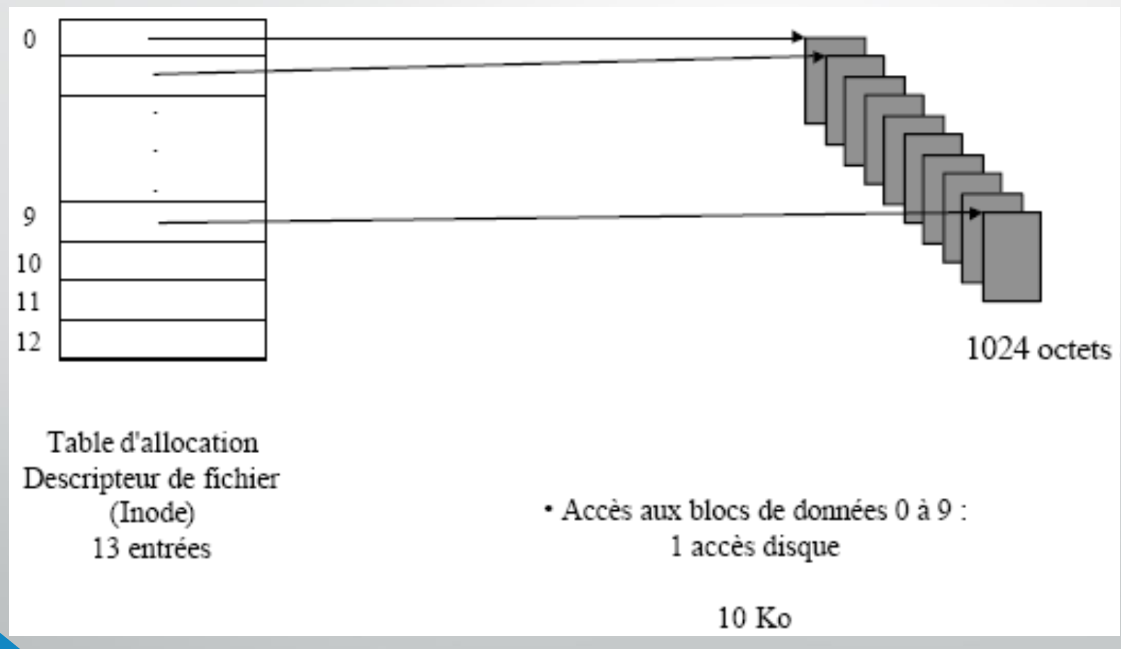 0
9
10
11
12
1024 octets
Table d'allocation
Descripteur de fichier
(Inode)
13 entrées
• Accès aux blocs de données 0 à 9 :
1 accès disque
10 Ko